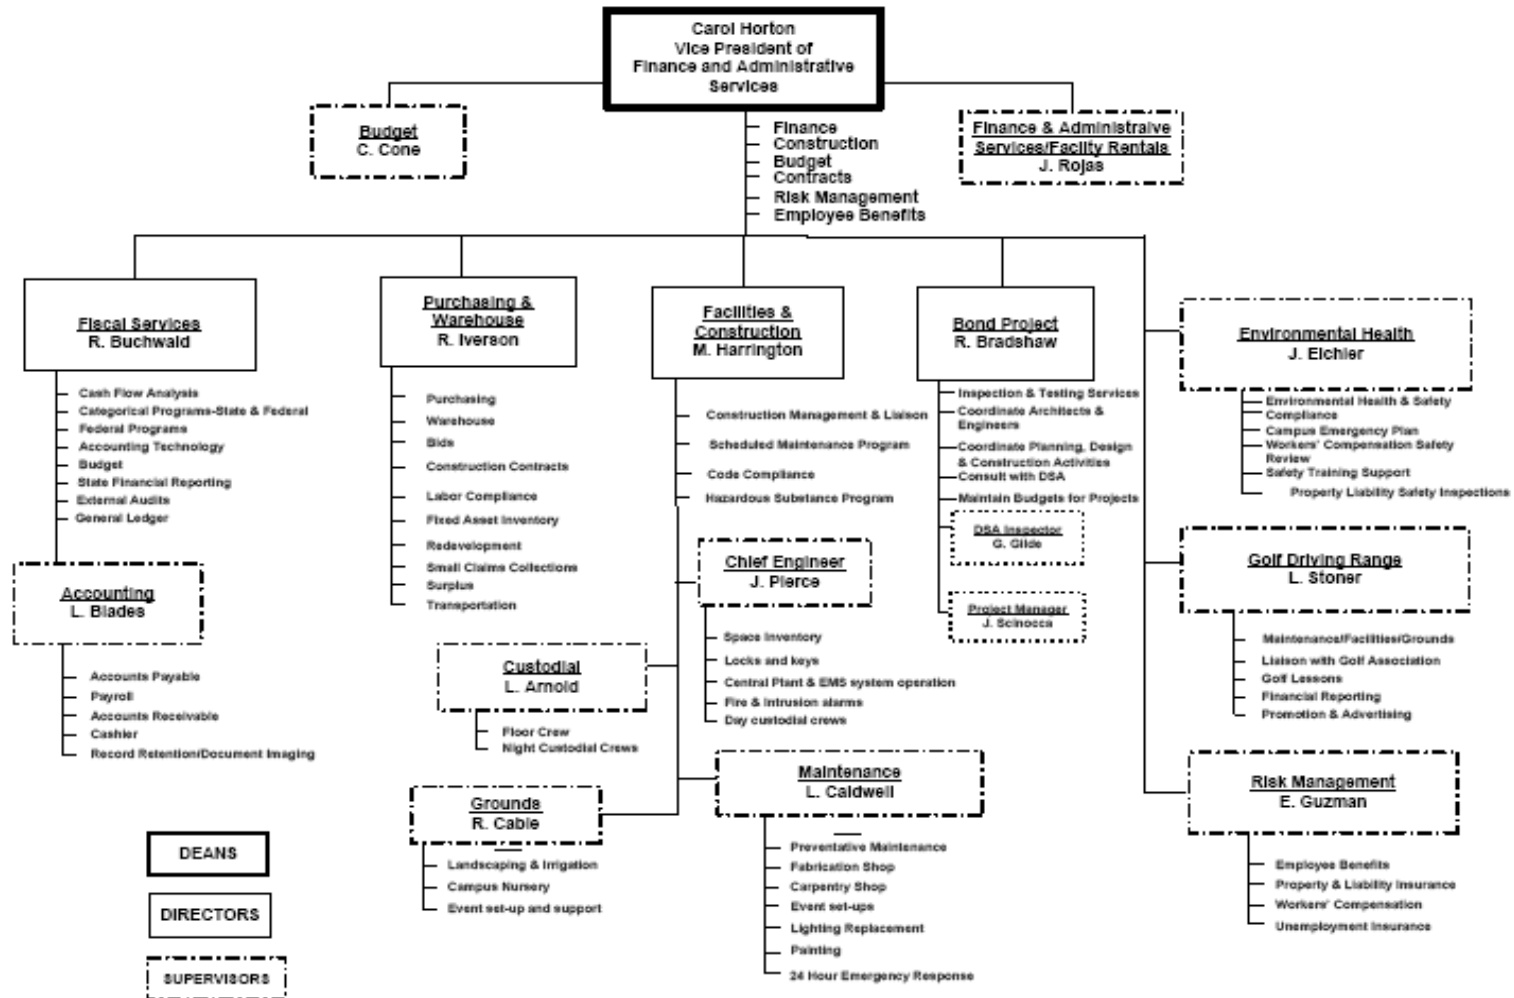 Carol Horton
Vice President of
Finance and Administrative
Services
Budget
C. Cone
Finance & Administraive
Services/Facilty Rentals
J. Rojas
Finance
Construction
Budget
Contracts
Risk Management
Employee Benefits
Fiscal Services
R. Buchwald
Cash Flow Analysis
Categorical Programs-State & Federal
Federal Programs
Accounting Technology
Budget
State Financial Reporting
External Audits
General Ledger
Accounting
L. Blades
Accounts Payable
Payroll
Accounts Receivable
Cashier
Record Retention/Document Imaging
Purchasing &
Warehouse
R. Iverson
Purchasing
Warehouse
Bids
Construction Contracts
Labor Compliance
Fixed Asset Inventory
Redevelopment
Small Claims Collections
Surplus
Transportation
Facilities &
Construction
M. Harrington
Construction Management & Liaison
Scheduled Maintenance Program
Code Compliance
Hazardous Substance Program
Chief Engineer
J. Pierce
Space Inventory
Locks and keys
Central Plant & EMS system operation
Fire & Intrusion alarms
Day custodial crews
Custodial
L. Arnold
Floor Crew
Night Custodial Crews
Maintenance
L. Caldwell
Preventative Maintenance
Fabrication Shop
Carpentry Shop
Event set-ups
Lighting Replacement
Painting
24 Hour Emergency Response
Grounds
R. Cable
Landscaping & Irrigation
Campus Nursery
Event set-up and support
Bond Project
R. Bradshaw
Inspection & Testing Services
Coordinate Architects &
Engineers
Coordinate Planning, Design
& Construction Activities
Consult with DSA
Maintain Budgets for Projects
DSA Inspector
G. Gilde
Project Manager
J. Scinocca
Environmental Health
J. Eichler
Environmental Health & Safety
Compliance
Campus Emergency Plan
Workers' Compensation Safety
Review
Safety Training Support
Property Liability Safety Inspections
Golf Driving Range
L. Stoner
Maintenance/Facilities/Grounds
Liaison with Golf Association
Golf Lessons
Financial Reporting
Promotion & Advertising
Risk Management
E. Guzman
Employee Benefits
Property & Liability Insurance
Workers' Compensation
Unemployment Insurance
DEANS
DIRECTORS
SUPERVISORS